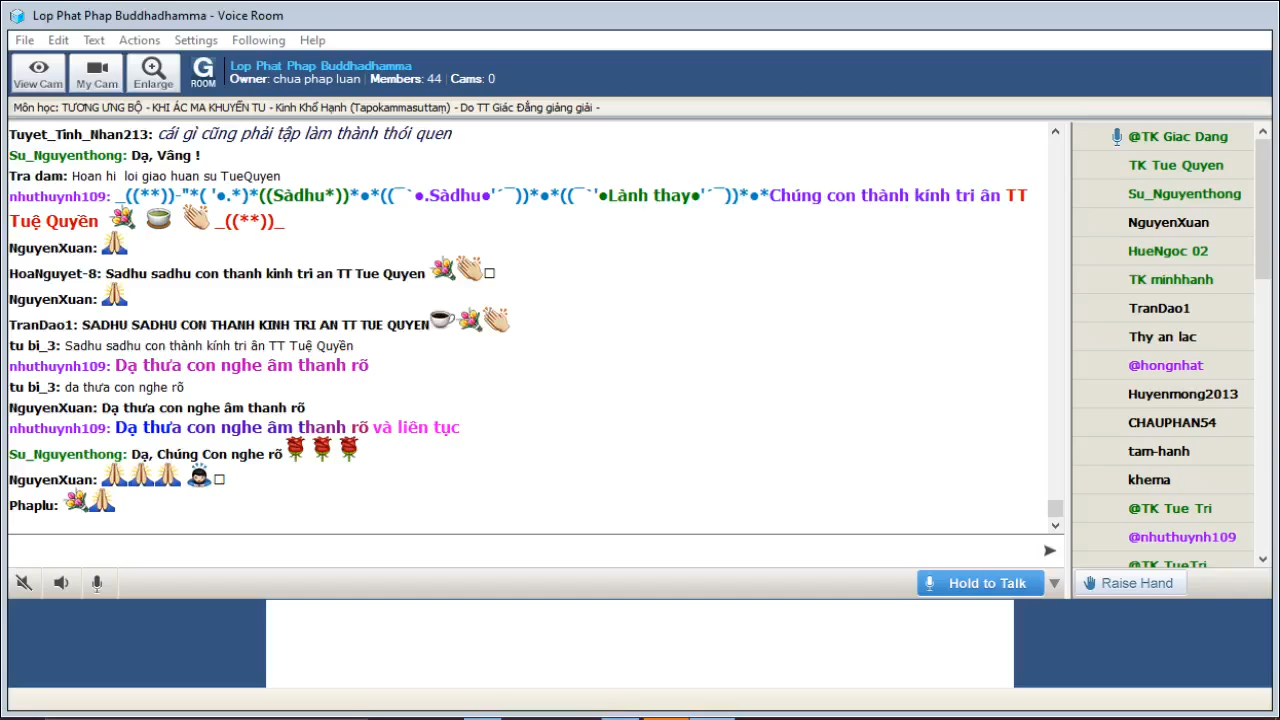 Lop Phat Phap Buddhadhamma - Voice Room
File Edit Text Actions Settings Following Help
View Cam My Cam Enlarge G ROOM
Lop Phat Phap Buddhadhamma
Owner: chua phap luan | Members: 44 | Cams: 0
Môn học: TƯƠNG ƯNG BỘ - KHI ÁC MA KHUYẾN TU - Kinh Khổ Hạnh (Tapokammasuttaṃ) - Do TT Giác Đẳng giảng giải -
Tuyet_Tinh_Nhan213: cái gì cũng phải tập làm thành thói quen
Su_Nguyenthong: Dạ, Vâng !
Tra dam: Hoan hi loi giao huan su TueQuyen
nhuthuynh109: _((**))-"*( '●.*)*((Sàdhu*))*●*((¯`●.Sàdhu●'´¯))*●*((¯`'●Lành thay●'´¯))*●*Chúng con thành kính tri ân TT
Tuệ Quyền _((**))_
NguyenXuan:
HoaNguyet-8: Sadhu sadhu con thanh kinh tri an TT Tue Quyen
NguyenXuan:
TranDao1: SADHU SADHU CON THANH KINH TRI AN TT TUE QUYEN
tu bi_3: Sadhu sadhu con thành kính tri ân TT Tuệ Quyền
nhuthuynh109: Dạ thưa con nghe âm thanh rõ
tu bi_3: da thưa con nghe rõ
NguyenXuan: Dạ thưa con nghe âm thanh rõ
nhuthuynh109: Dạ thưa con nghe âm thanh rõ và liên tục
Su_Nguyenthong: Dạ, Chúng Con nghe rõ
NguyenXuan:
Phaplu:
@TK Giac Dang
TK Tue Quyen
Su_Nguyenthong
NguyenXuan
HueNgoc 02
TK minhhanh
TranDao1
Thy an lac
@hongnhat
Huyenmong2013
CHAUPHAN54
tam-hanh
khema
@TK Tue Tri
@nhuthuynh109
@TK TueTri
Hold to Talk
Raise Hand